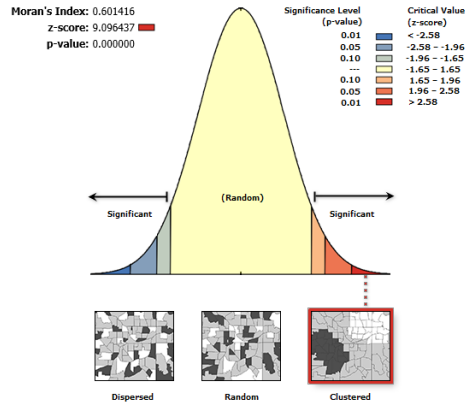 Moran's Index: 0.601416
z-score: 9.096437
p-value: 0.000000
Significance Level (p-value)
Critical Value (z-score)
0.01 < -2.58
0.05 -2.58 – -1.96
0.10 -1.96 – -1.65
--- -1.65 – 1.65
0.10 1.65 – 1.96
0.05 1.96 – 2.58
0.01 > 2.58
Significant
(Random)
Significant
Dispersed
Random
Clustered